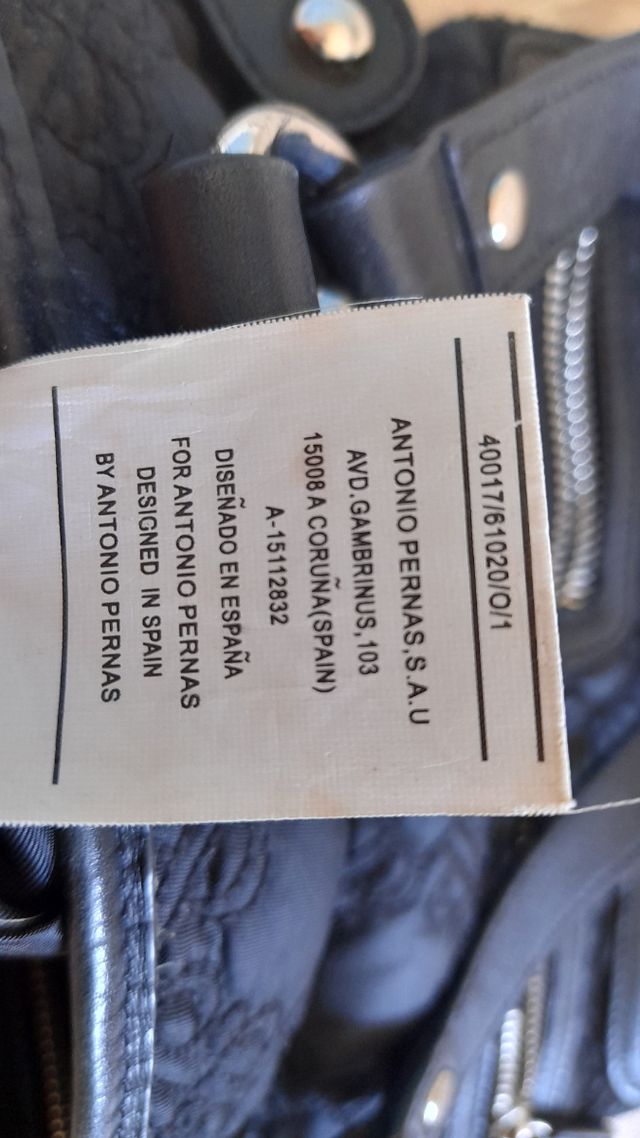 40017/61020/O/1
ANTONIO PERNAS,S.A.U
AVD.GAMBRINUS,103
15008 A CORUÑA(SPAIN)
A-15112832
DISEÑADO EN ESPAÑA
FOR ANTONIO PERNAS
DESIGNED IN SPAIN
BY ANTONIO PERNAS